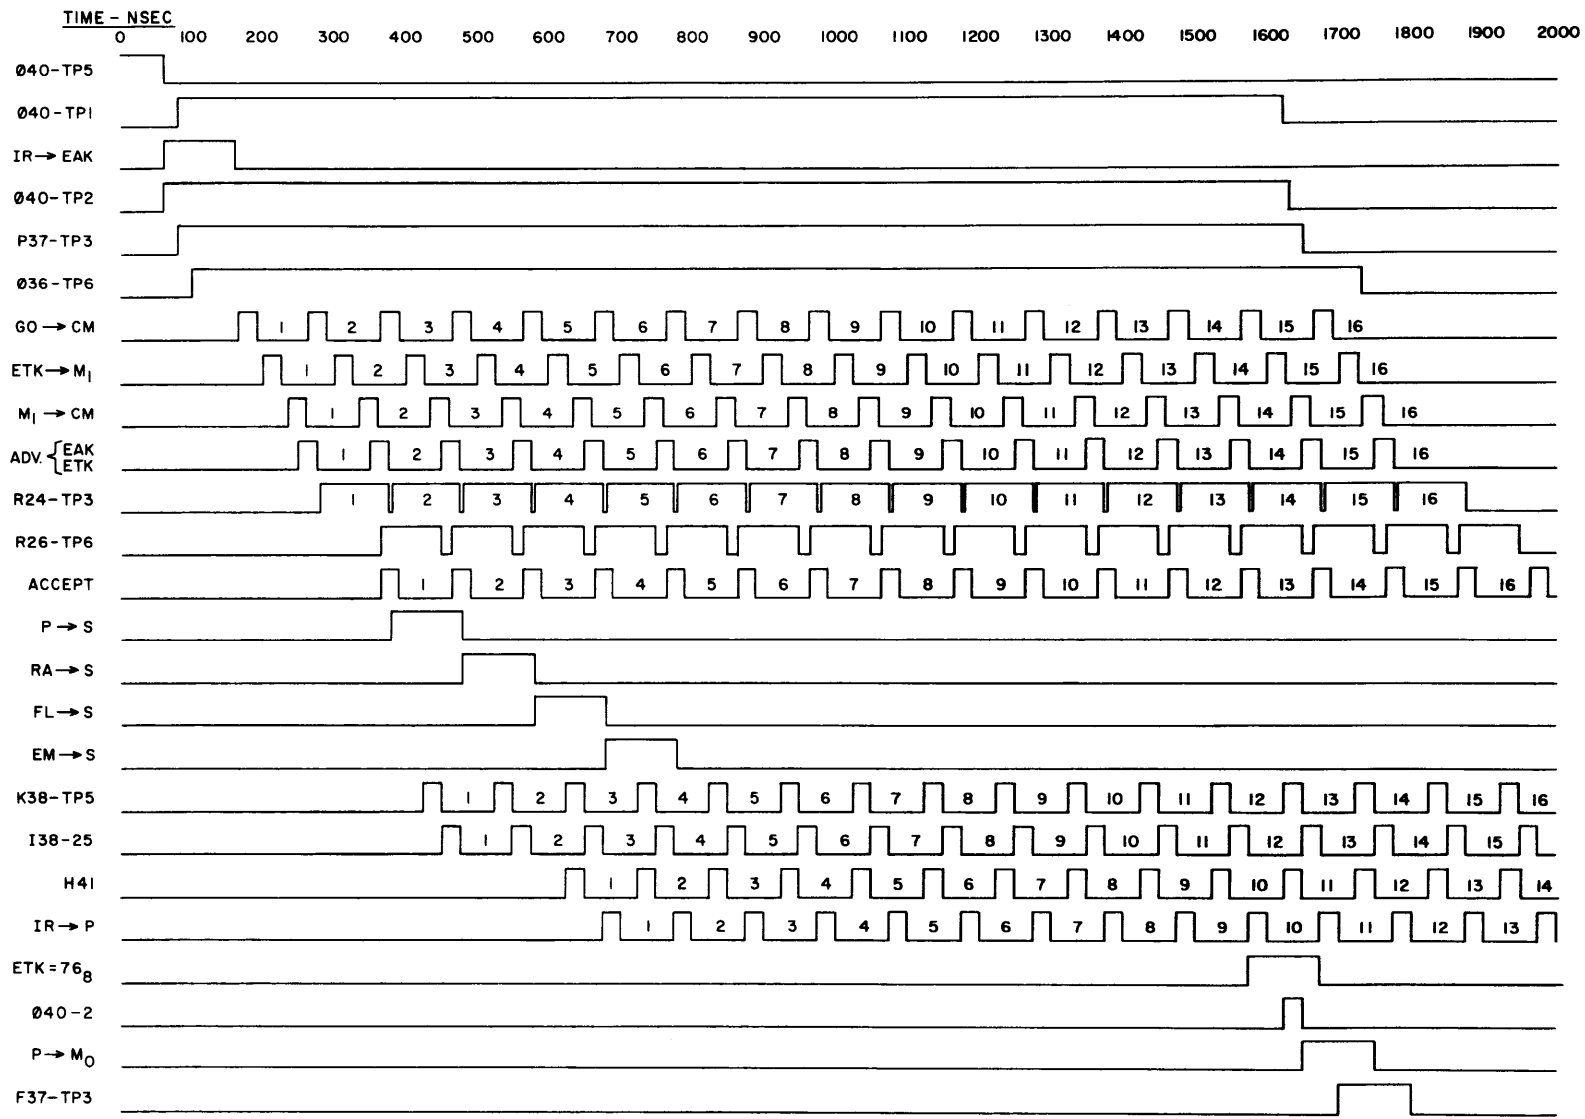 TIME - NSEC
0 100 200 300 400 500 600 700 800 900 1000 1100 1200 1300 1400 1500 1600 1700 1800 1900 2000
Ø40-TP5
Ø40-TP1
IR→EAK
Ø40-TP2
P37-TP3
Ø36-TP6
GO→CM 1 2 3 4 5 6 7 8 9 10 11 12 13 14 15 16
ETK→M1 1 2 3 4 5 6 7 8 9 10 11 12 13 14 15 16
M1→CM 1 2 3 4 5 6 7 8 9 10 11 12 13 14 15 16
ADV. { EAK ETK 1 2 3 4 5 6 7 8 9 10 11 12 13 14 15 16
R24-TP3 1 2 3 4 5 6 7 8 9 10 11 12 13 14 15 16
R26-TP6
ACCEPT 1 2 3 4 5 6 7 8 9 10 11 12 13 14 15 16
P→S
RA→S
FL→S
EM→S
K38-TP5 1 2 3 4 5 6 7 8 9 10 11 12 13 14 15 16
I38-25 1 2 3 4 5 6 7 8 9 10 11 12 13 14 15
H41 1 2 3 4 5 6 7 8 9 10 11 12 13 14
IR→P 1 2 3 4 5 6 7 8 9 10 11 12 13
ETK=768
Ø40-2
P→MO
F37-TP3